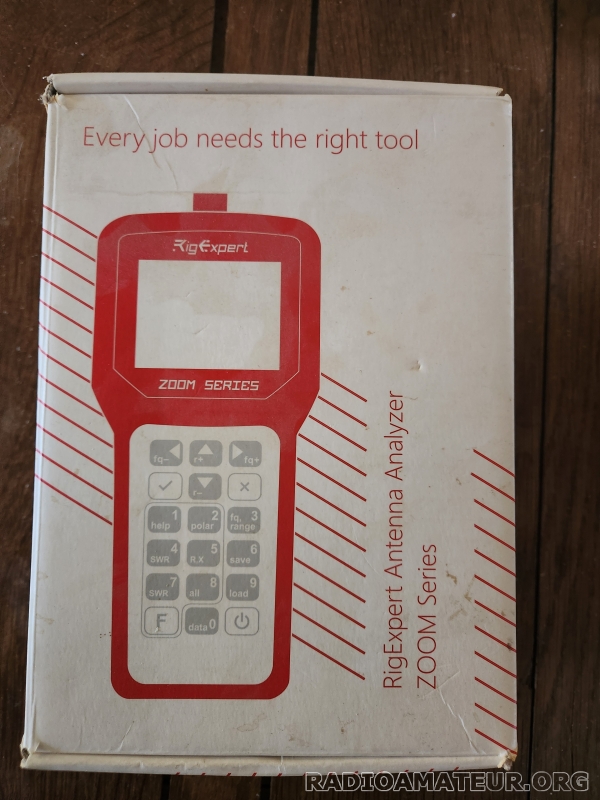 Every job needs the right tool
RigExpert
ZOOM SERIES
fq-
r+
fq+
r-
1
help
2
polar
fq. 3
range
4
SWR
5
R,X
6
save
7
SWR
8
all
9
load
F
data 0
RigExpert Antenna Analyzer
ZOOM Series
RADIOAMATEUR.ORG